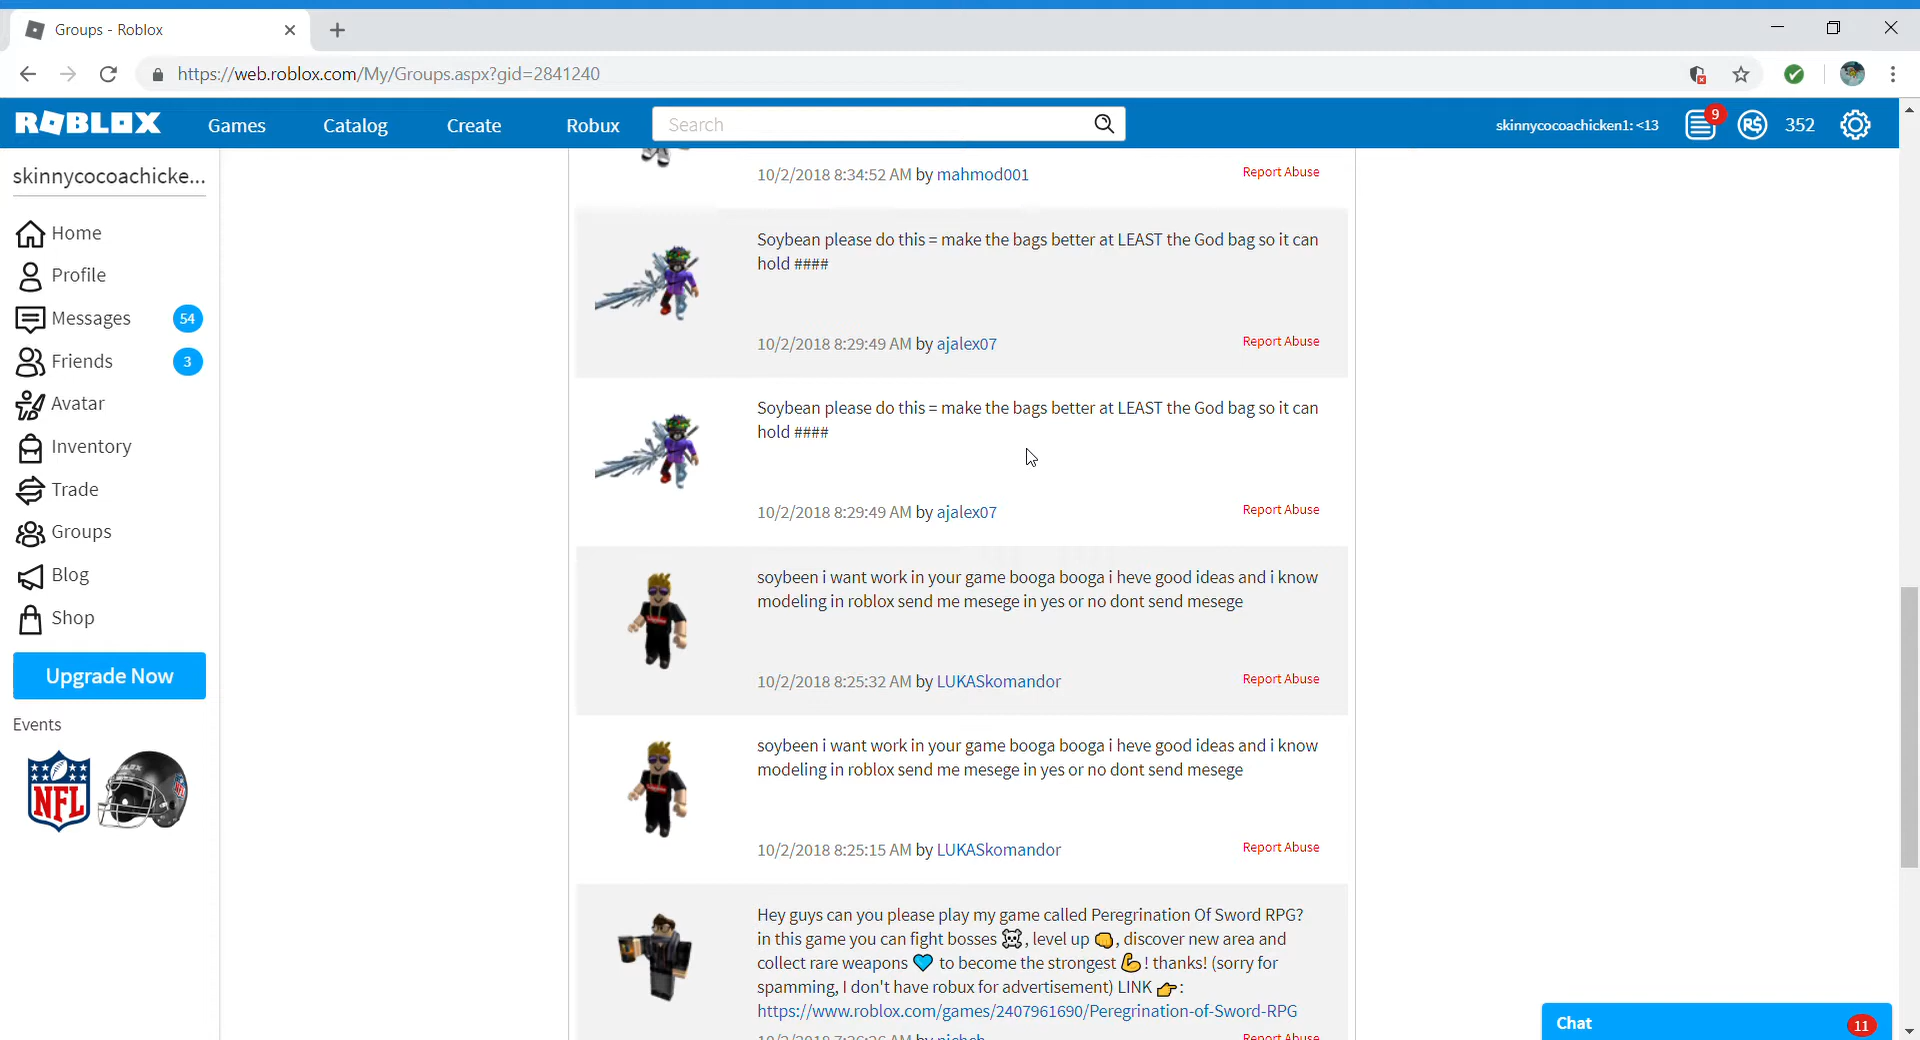 Groups - Roblox
https://web.roblox.com/My/Groups.aspx?gid=2841240
ROBLOX
Games
Catalog
Create
Robux
Search
skinnycocoachicken1: <13
9
R$
352
skinnycocoachicke...
Home
Profile
Messages
54
Friends
3
Avatar
Inventory
Trade
Groups
Blog
Shop
Upgrade Now
Events
NFL
10/2/2018 8:34:52 AM by mahmod001
Report Abuse
Soybean please do this = make the bags better at LEAST the God bag so it can
hold ####
10/2/2018 8:29:49 AM by ajalex07
Report Abuse
Soybean please do this = make the bags better at LEAST the God bag so it can
hold ####
10/2/2018 8:29:49 AM by ajalex07
Report Abuse
soybeen i want work in your game booga booga i heve good ideas and i know
modeling in roblox send me mesege in yes or no dont send mesege
10/2/2018 8:25:32 AM by LUKASkomandor
Report Abuse
soybeen i want work in your game booga booga i heve good ideas and i know
modeling in roblox send me mesege in yes or no dont send mesege
10/2/2018 8:25:15 AM by LUKASkomandor
Report Abuse
Hey guys can you please play my game called Peregrination Of Sword RPG?
in this game you can fight bosses ☠, level up 👊, discover new area and
collect rare weapons 💙 to become the strongest 💪! thanks! (sorry for
spamming, I don't have robux for advertisement) LINK 👉:
https://www.roblox.com/games/2407961690/Peregrination-of-Sword-RPG
Report Abuse
Chat
11